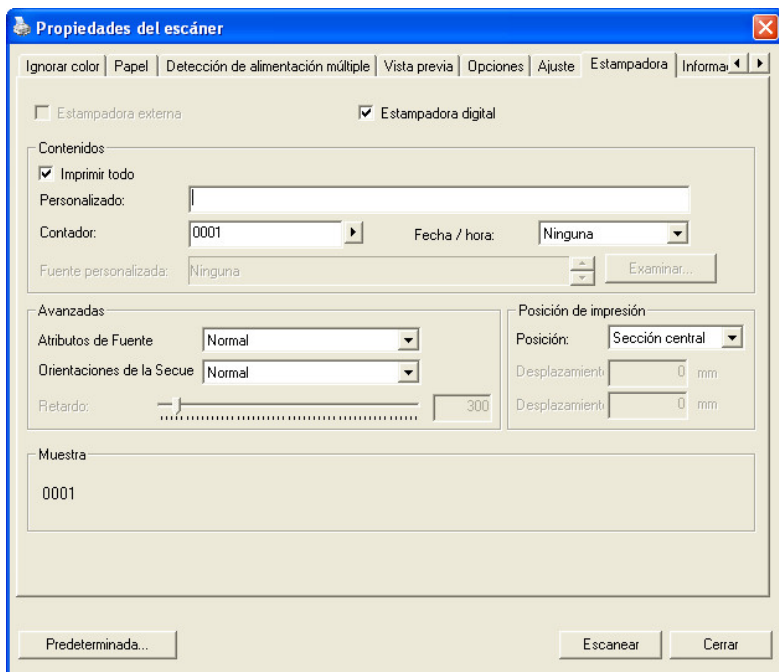 Propiedades del escáner
Ignorar color Papel Detección de alimentación múltiple Vista previa Opciones Ajuste Estampadora Informa
Estampadora externa Estampadora digital
Contenidos
Imprimir todo
Personalizado:
Contador: 0001 Fecha / hora: Ninguna
Fuente personalizada: Ninguna Examinar...
Avanzadas Posición de impresión
Atributos de Fuente Normal Posición: Sección central
Orientaciones de la Secue Normal Desplazamient 0 mm
Retardo: 300 Desplazamient 0 mm
Muestra
0001
Predeterminada... Escanear Cerrar